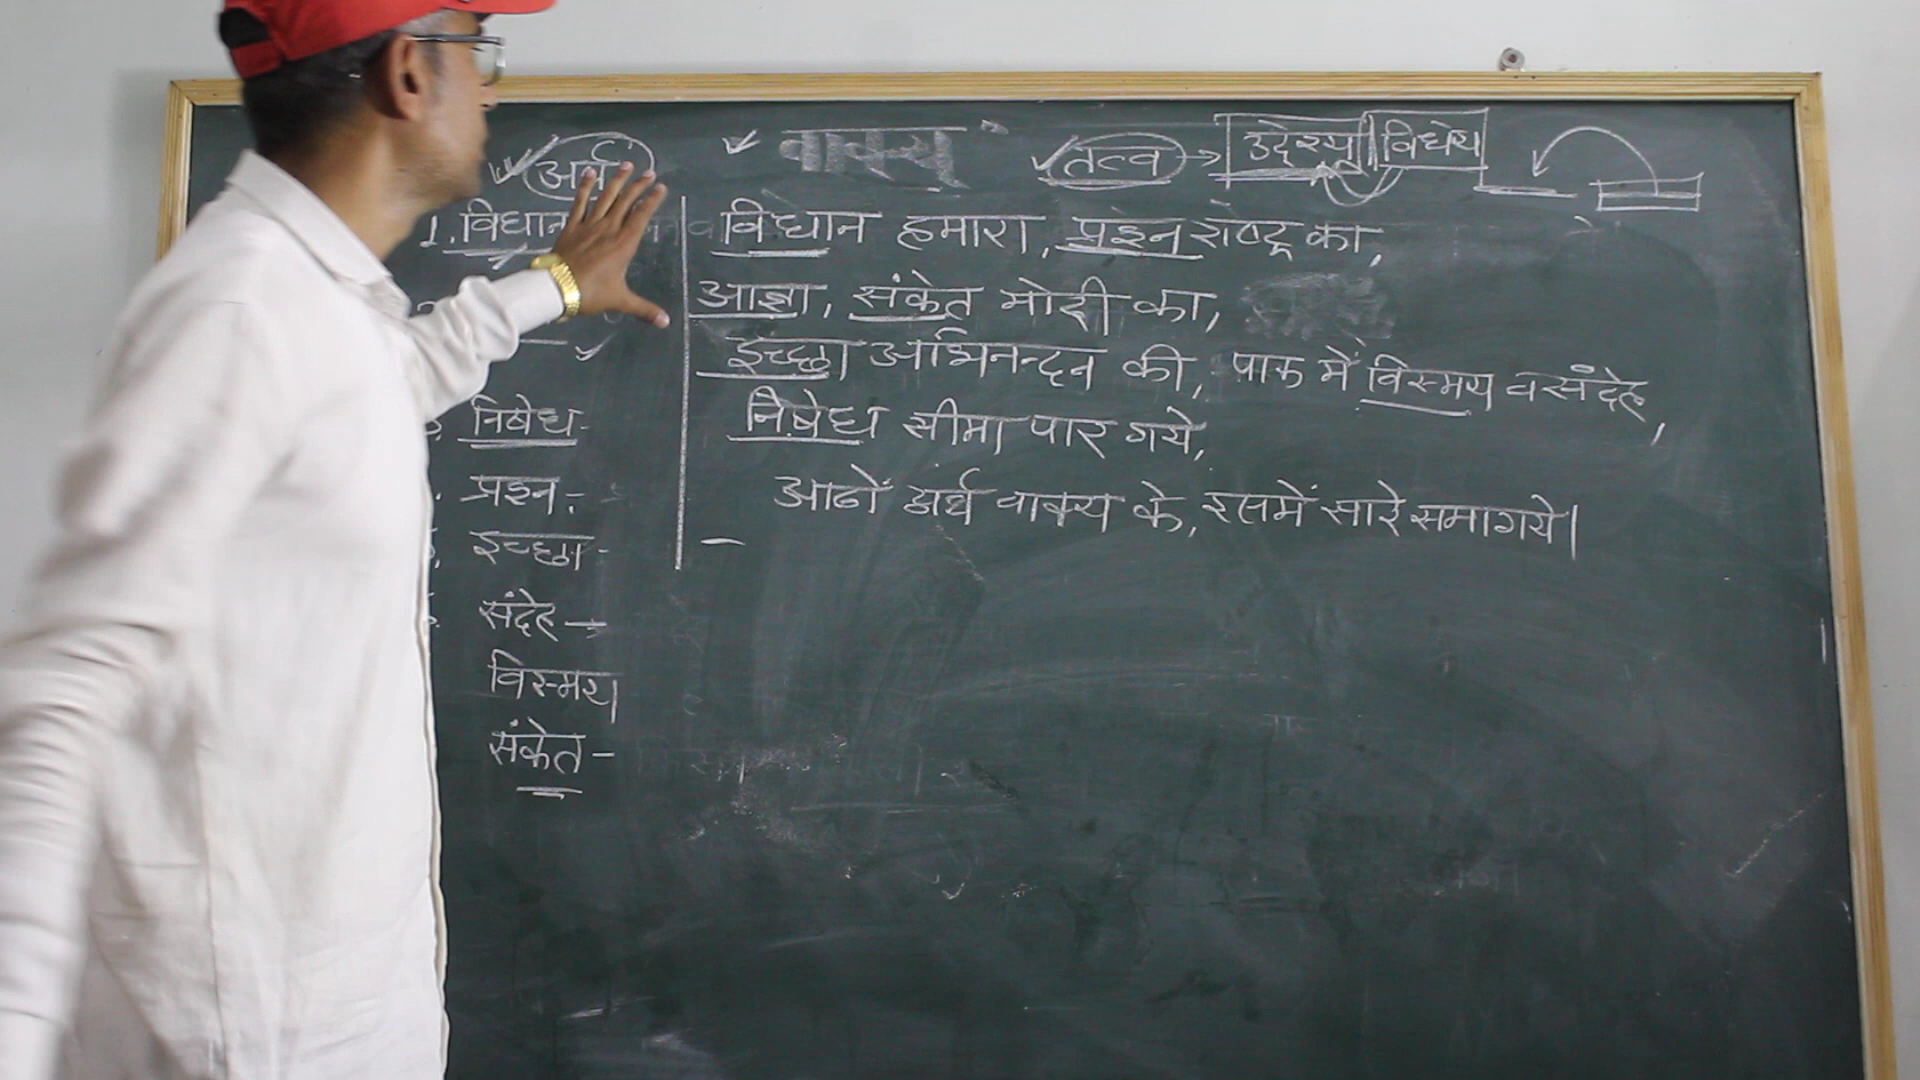 अर्थ वाक्य तत्व उद्देश्य विधेय
1. विधान
निषेध-
प्रश्न-
इच्छा-
संदेह-
विस्मय
संकेत-
विधान हमारा, प्रश्न राष्ट्र का,
आज्ञा, संकेत मोदी का,
इच्छा अभिनन्दन की, पाक में विस्मय व संदेह,
निषेध सीमा पार गये,
आठों अर्थ वाक्य के, इसमें सारे समा गये।